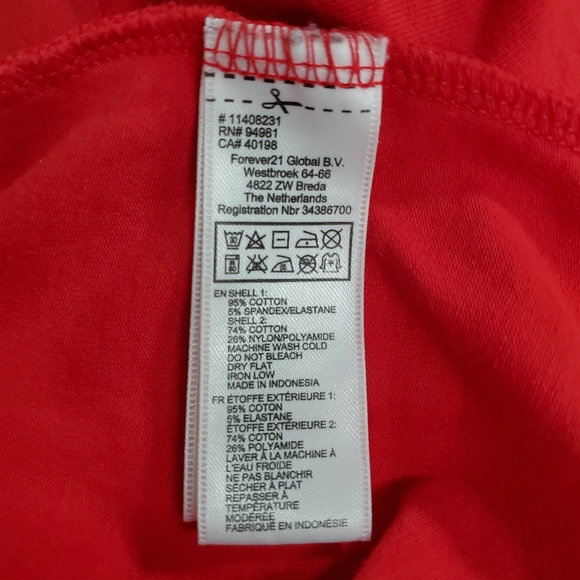 # 11408231
RN# 94981
CA# 40198
Forever21 Global B.V.
Westbroek 64-66
4822 ZW Breda
The Netherlands
Registration Nbr 34386700
EN SHELL 1:
95% COTTON
5% SPANDEX/ELASTANE
SHELL 2:
74% COTTON
26% NYLON/POLYAMIDE
MACHINE WASH COLD
DO NOT BLEACH
DRY FLAT
IRON LOW
MADE IN INDONESIA
FR ÉTOFFE EXTÉRIEURE 1:
95% COTON
5% ELASTANE
ÉTOFFE EXTÉRIEURE 2:
74% COTON
26% POLYAMIDE
LAVER À LA MACHINE À
L'EAU FROIDE
NE PAS BLANCHIR
SÉCHER À PLAT
REPASSER À
TEMPÉRATURE
MODÉRÉE
FABRIQUÉ EN INDONÉSIE